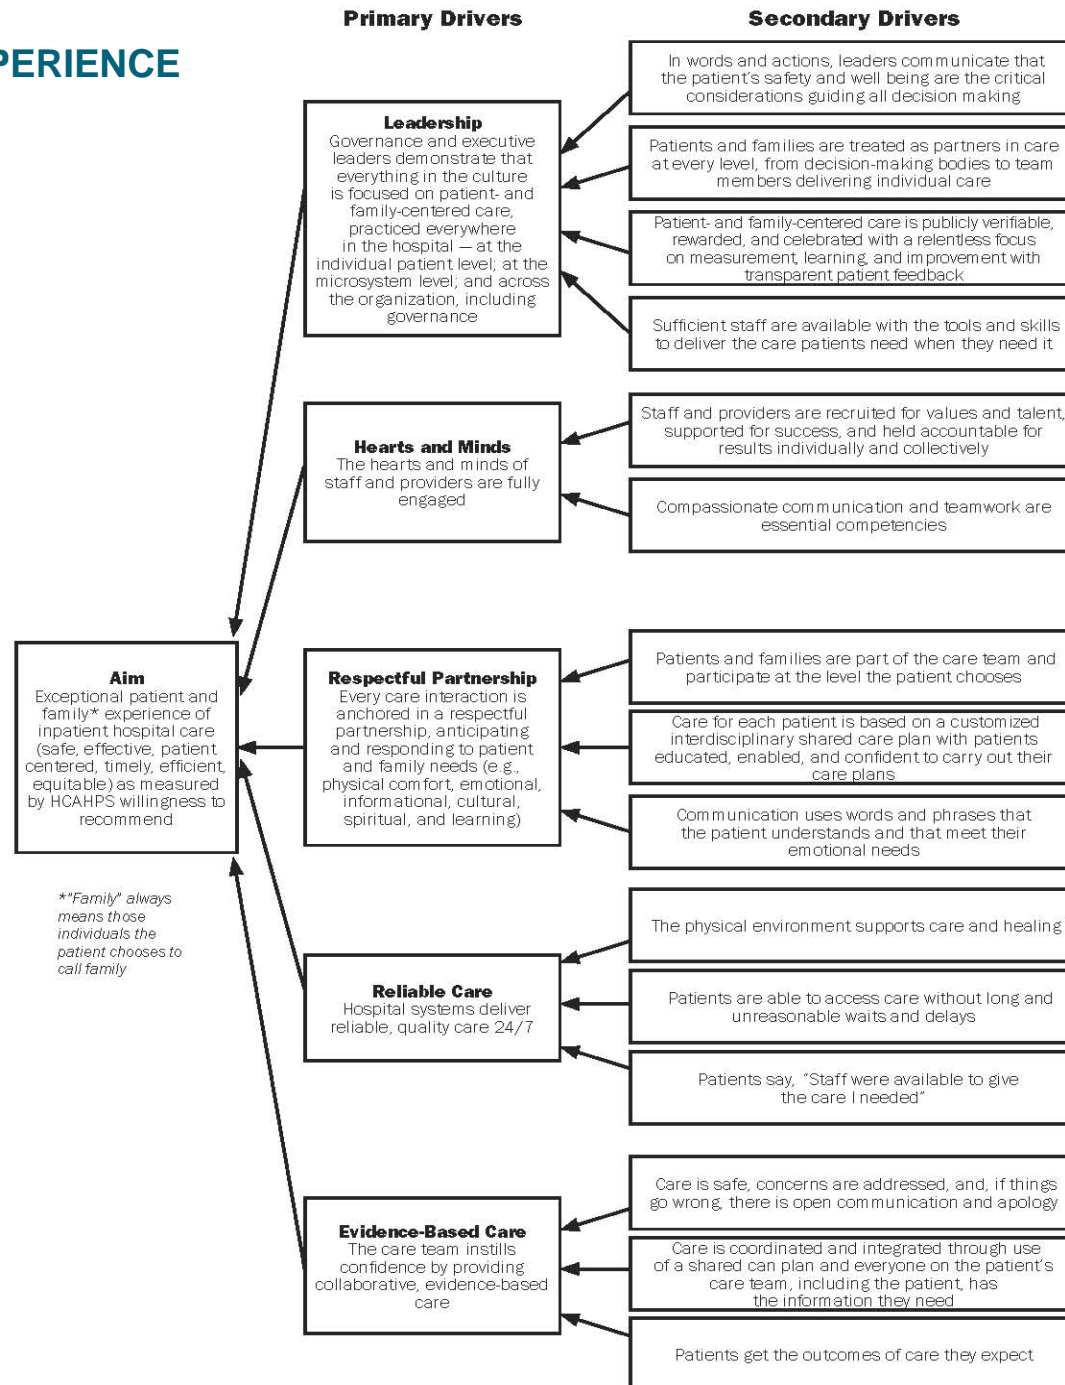 Primary Drivers
Secondary Drivers
PERIENCE
In words and actions, leaders communicate that
the patient's safety and well being are the critical
considerations guiding all decision making
Leadership
Governance and executive
leaders demonstrate that
everything in the culture
is focused on patient- and
family-centered care,
practiced everywhere
in the hospital — at the
individual patient level; at the
microsystem level; and across
the organization, including
governance
Patients and families are treated as partners in care
at every level, from decision-making bodies to team
members delivering individual care
Patient- and family-centered care is publicly verifiable,
rewarded, and celebrated with a relentless focus
on measurement, learning, and improvement with
transparent patient feedback
Sufficient staff are available with the tools and skills
to deliver the care patients need when they need it
Hearts and Minds
The hearts and minds of
staff and providers are fully
engaged
Staff and providers are recruited for values and talent,
supported for success, and held accountable for
results individually and collectively
Compassionate communication and teamwork are
essential competencies
Aim
Exceptional patient and
family* experience of
inpatient hospital care
(safe, effective, patient
centered, timely, efficient,
equitable) as measured
by HCAHPS willingness to
recommend
*"Family" always
means those
individuals the
patient chooses to
call family
Respectful Partnership
Every care interaction is
anchored in a respectful
partnership, anticipating
and responding to patient
and family needs (e.g.,
physical comfort, emotional,
informational, cultural,
spiritual, and learning)
Patients and families are part of the care team and
participate at the level the patient chooses
Care for each patient is based on a customized
interdisciplinary shared care plan with patients
educated, enabled, and confident to carry out their
care plans
Communication uses words and phrases that
the patient understands and that meet their
emotional needs
Reliable Care
Hospital systems deliver
reliable, quality care 24/7
The physical environment supports care and healing
Patients are able to access care without long and
unreasonable waits and delays
Patients say, "Staff were available to give
the care I needed"
Evidence-Based Care
The care team instills
confidence by providing
collaborative, evidence-based
care
Care is safe, concerns are addressed, and, if things
go wrong, there is open communication and apology
Care is coordinated and integrated through use
of a shared can plan and everyone on the patient's
care team, including the patient, has
the information they need
Patients get the outcomes of care they expect